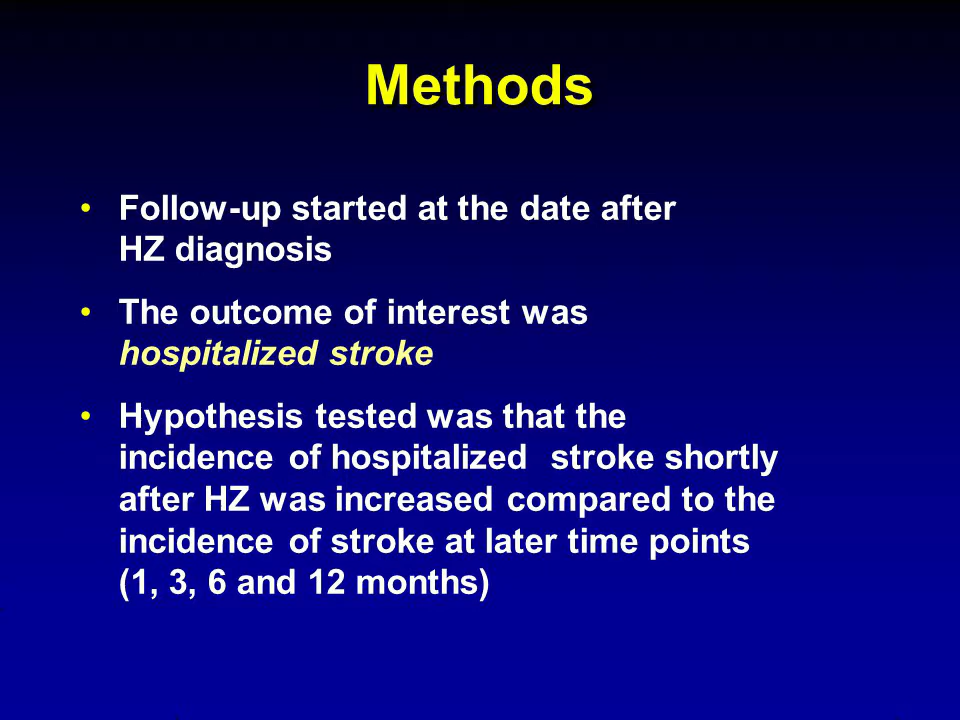 Methods
• Follow-up started at the date after
HZ diagnosis
• The outcome of interest was
hospitalized stroke
• Hypothesis tested was that the
incidence of hospitalized  stroke shortly
after HZ was increased compared to the
incidence of stroke at later time points
(1, 3, 6 and 12 months)